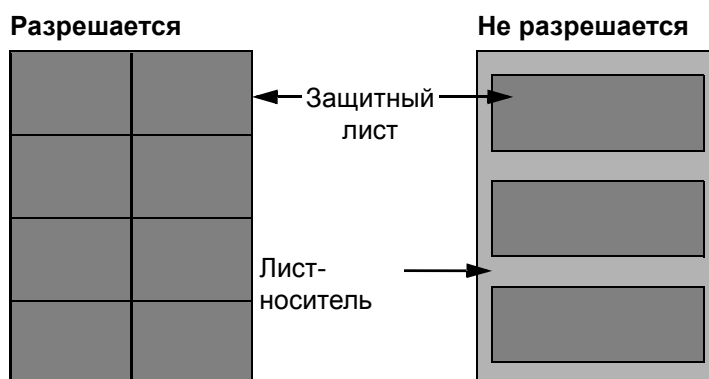 Разрешается
Не разрешается
Защитный
лист
Лист-
носитель